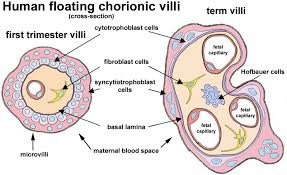 Human floating chorionic villi
(cross-section)
term villi
first trimester villi
cytotrophoblast cells
fibroblast cells
syncytiotrophoblast
cells
basal lamina
microvilli
maternal blood space
fetal
capillary
Hofbauer cells
fetal
capillary
fetal
capillary